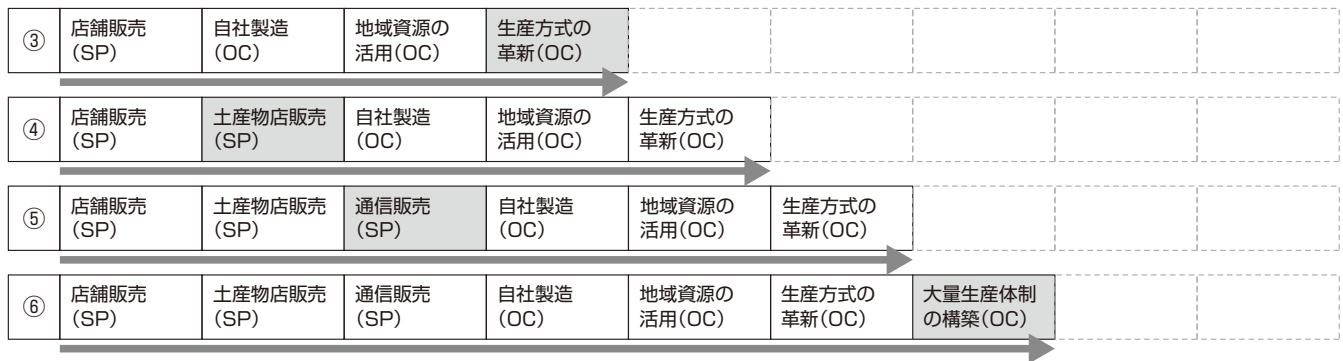 ③
店舗販売
(SP)
自社製造
(OC)
地域資源の
活用(OC)
生産方式の
革新(OC)
④
店舗販売
(SP)
土産物店販売
(SP)
自社製造
(OC)
地域資源の
活用(OC)
生産方式の
革新(OC)
⑤
店舗販売
(SP)
土産物店販売
(SP)
通信販売
(SP)
自社製造
(OC)
地域資源の
活用(OC)
生産方式の
革新(OC)
⑥
店舗販売
(SP)
土産物店販売
(SP)
通信販売
(SP)
自社製造
(OC)
地域資源の
活用(OC)
生産方式の
革新(OC)
大量生産体制
の構築(OC)